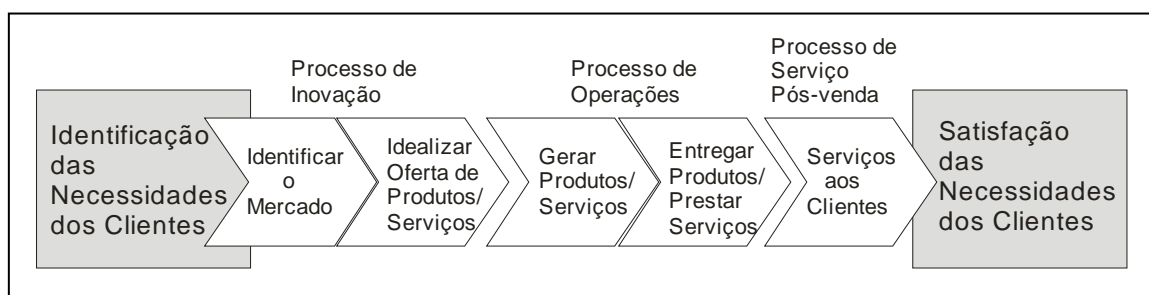 Processo de
Inovação
Processo de
Operações
Processo de
Serviço
Pós-venda
Identificação
das
Necessidades
dos Clientes
Identificar
o
Mercado
Idealizar
Oferta de
Produtos/
Serviços
Gerar
Produtos/
Serviços
Entregar
Produtos/
Prestar
Serviços
Serviços
aos
Clientes
Satisfação
das
Necessidades
dos Clientes